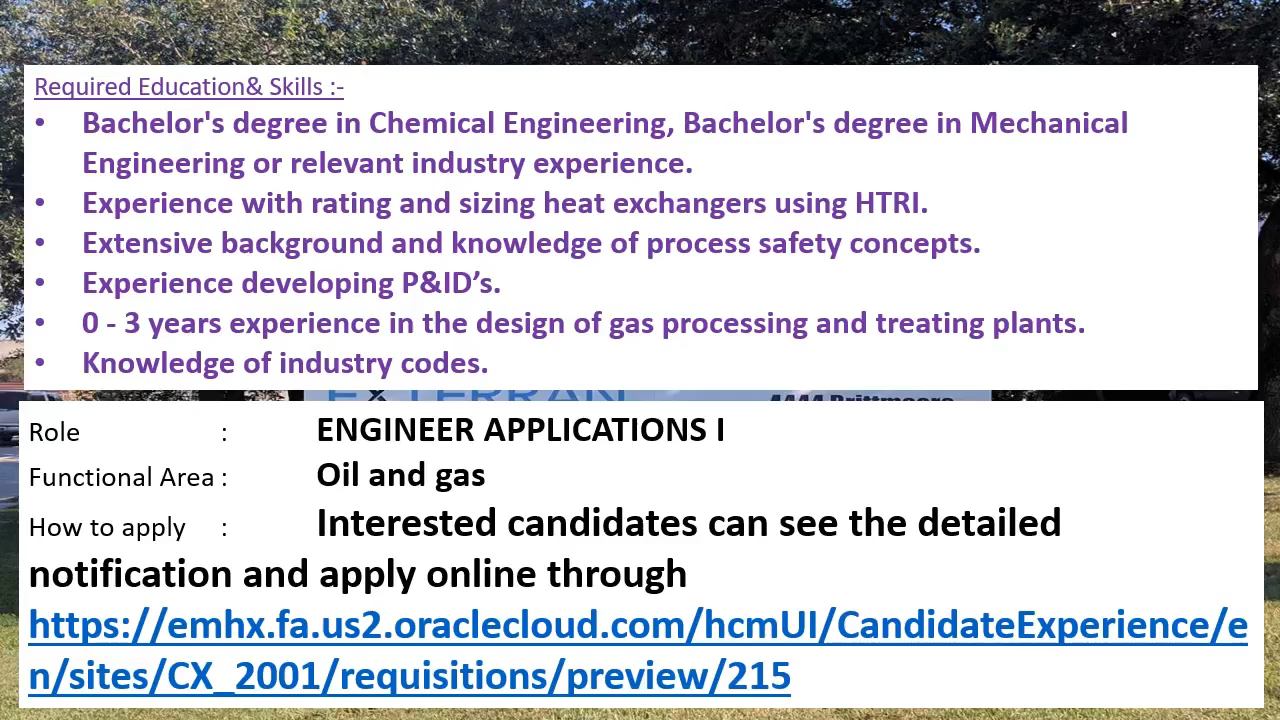 Required Education& Skills :-
• Bachelor's degree in Chemical Engineering, Bachelor's degree in Mechanical
Engineering or relevant industry experience.
• Experience with rating and sizing heat exchangers using HTRI.
• Extensive background and knowledge of process safety concepts.
• Experience developing P&ID’s.
• 0 - 3 years experience in the design of gas processing and treating plants.
• Knowledge of industry codes.
EXTERRAN 4444 Brittmoore
Role : ENGINEER APPLICATIONS I
Functional Area : Oil and gas
How to apply : Interested candidates can see the detailed
notification and apply online through
https://emhx.fa.us2.oraclecloud.com/hcmUI/CandidateExperience/e
n/sites/CX_2001/requisitions/preview/215